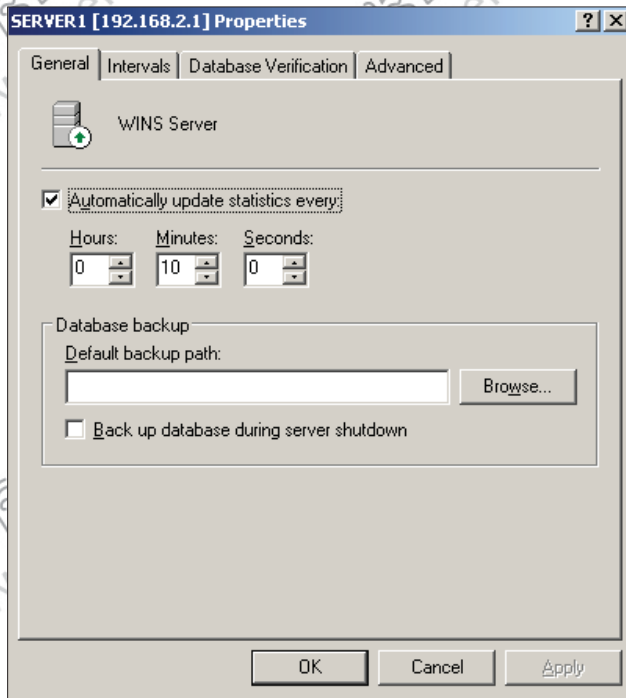 SERVER1 [192.168.2.1] Properties
General Intervals Database Verification Advanced
WINS Server
Automatically update statistics every:
Hours: Minutes: Seconds:
0 10 0
Database backup
Default backup path:
Browse...
Back up database during server shutdown
OK Cancel Apply